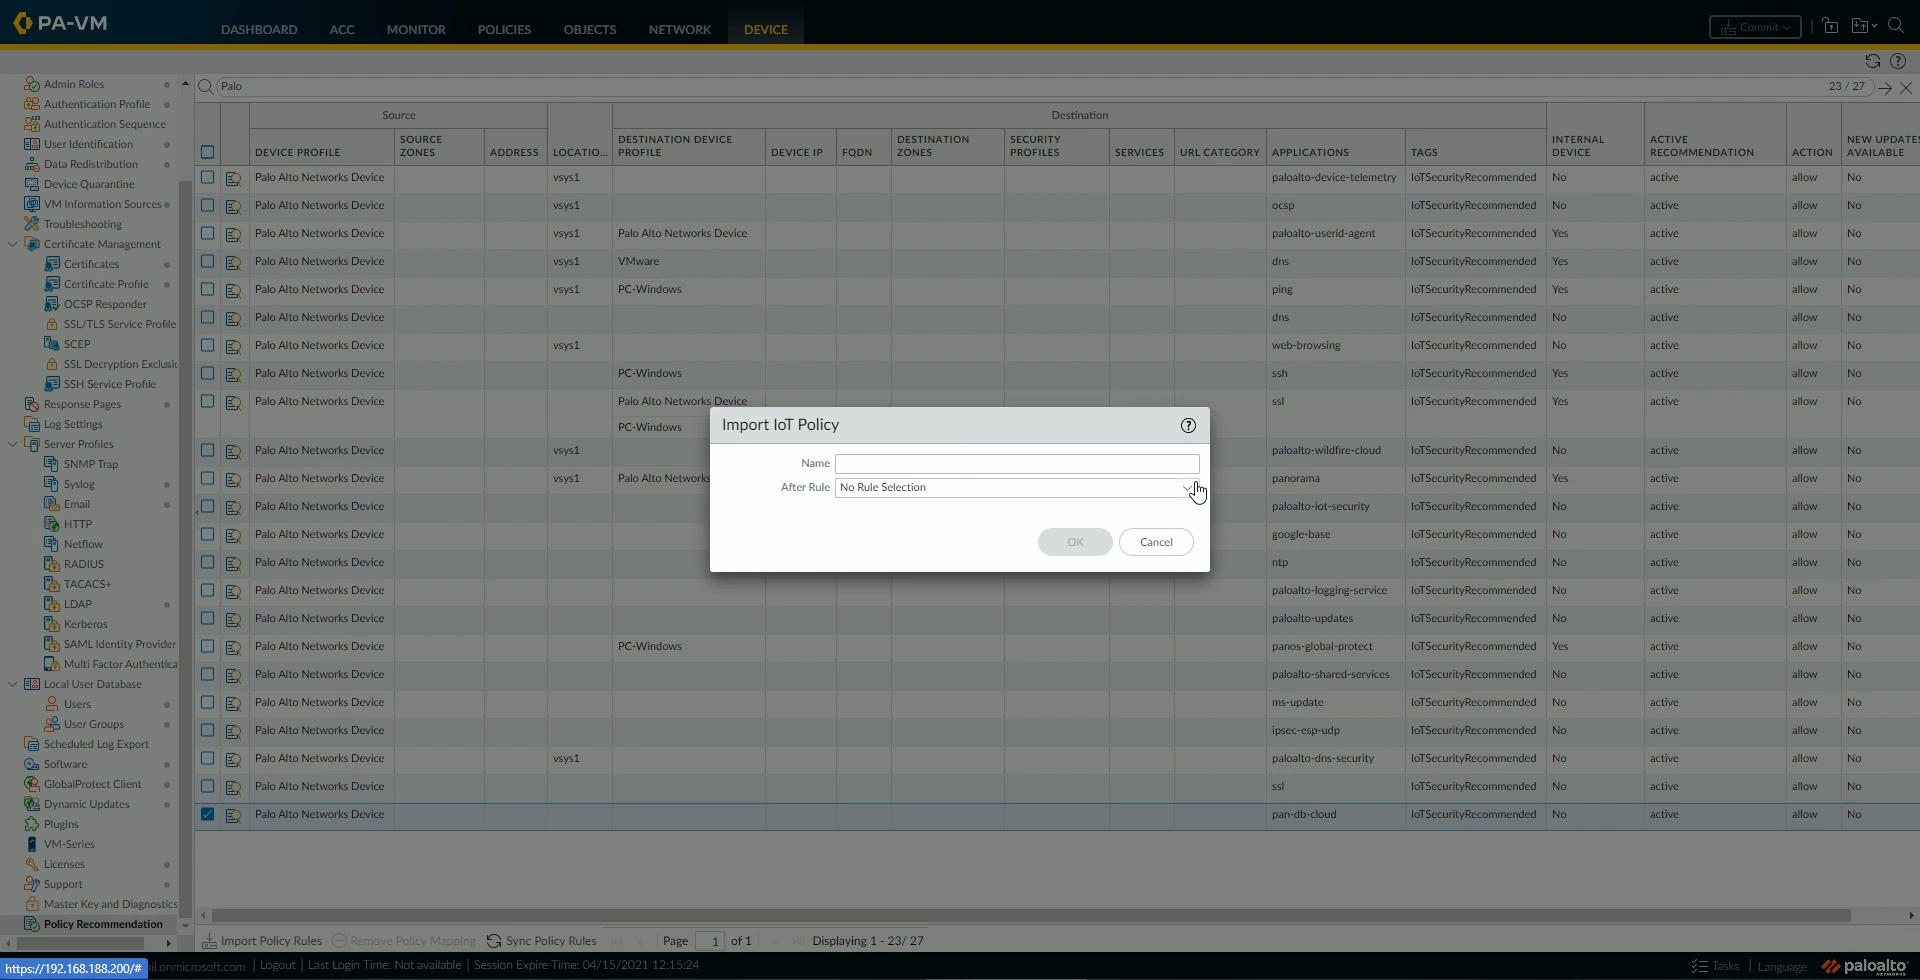 PA-VM
DASHBOARD ACC MONITOR POLICIES OBJECTS NETWORK DEVICE
Commit
Admin Roles
Authentication Profile
Authentication Sequence
User Identification
Data Redistribution
Device Quarantine
VM Information Sources
Troubleshooting
Certificate Management
Certificates
Certificate Profile
OCSP Responder
SSL/TLS Service Profile
SCEP
SSL Decryption Exclusio
SSH Service Profile
Response Pages
Log Settings
Server Profiles
SNMP Trap
Syslog
Email
HTTP
Netflow
RADIUS
TACACS+
LDAP
Kerberos
SAML Identity Provider
Multi Factor Authentica
Local User Database
Users
User Groups
Scheduled Log Export
Software
GlobalProtect Client
Dynamic Updates
Plugins
VM-Series
Licenses
Support
Master Key and Diagnostics
Policy Recommendation
Palo 23 / 27
Source Destination
DEVICE PROFILE SOURCE ZONES ADDRESS LOCATIO... DESTINATION DEVICE PROFILE DEVICE IP FQDN DESTINATION ZONES SECURITY PROFILES SERVICES URL CATEGORY APPLICATIONS TAGS INTERNAL DEVICE ACTIVE RECOMMENDATION ACTION NEW UPDATES AVAILABLE
Palo Alto Networks Device vsys1 paloalto-device-telemetry IoTSecurityRecommended No active allow No
Palo Alto Networks Device vsys1 ocsp IoTSecurityRecommended No active allow No
Palo Alto Networks Device vsys1 Palo Alto Networks Device paloalto-userid-agent IoTSecurityRecommended Yes active allow No
Palo Alto Networks Device vsys1 VMware dns IoTSecurityRecommended Yes active allow No
Palo Alto Networks Device vsys1 PC-Windows ping IoTSecurityRecommended Yes active allow No
Palo Alto Networks Device dns IoTSecurityRecommended No active allow No
Palo Alto Networks Device vsys1 web-browsing IoTSecurityRecommended No active allow No
Palo Alto Networks Device PC-Windows ssh IoTSecurityRecommended Yes active allow No
Palo Alto Networks Device Palo Alto Networks Device ssl IoTSecurityRecommended Yes active allow No
PC-Windows
Palo Alto Networks Device vsys1 paloalto-wildfire-cloud IoTSecurityRecommended No active allow No
Palo Alto Networks Device vsys1 Palo Alto Networks panorama IoTSecurityRecommended Yes active allow No
Palo Alto Networks Device paloalto-iot-security IoTSecurityRecommended No active allow No
Palo Alto Networks Device google-base IoTSecurityRecommended No active allow No
Palo Alto Networks Device ntp IoTSecurityRecommended No active allow No
Palo Alto Networks Device paloalto-logging-service IoTSecurityRecommended No active allow No
Palo Alto Networks Device paloalto-updates IoTSecurityRecommended No active allow No
Palo Alto Networks Device PC-Windows panos-global-protect IoTSecurityRecommended Yes active allow No
Palo Alto Networks Device paloalto-shared-services IoTSecurityRecommended No active allow No
Palo Alto Networks Device ms-update IoTSecurityRecommended No active allow No
Palo Alto Networks Device ipsec-esp-udp IoTSecurityRecommended No active allow No
Palo Alto Networks Device vsys1 paloalto-dns-security IoTSecurityRecommended No active allow No
Palo Alto Networks Device ssl IoTSecurityRecommended No active allow No
Palo Alto Networks Device pan-db-cloud IoTSecurityRecommended No active allow No
Import IoT Policy
Name
After Rule No Rule Selection
OK Cancel
Import Policy Rules Remove Policy Mapping Sync Policy Rules Page 1 of 1 Displaying 1 - 23/ 27
https://192.168.188.200/# ail.onmicrosoft.com | Logout | Last Login Time: Not available | Session Expire Time: 04/15/2021 12:15:24 Tasks | Language paloalto NETWORKS